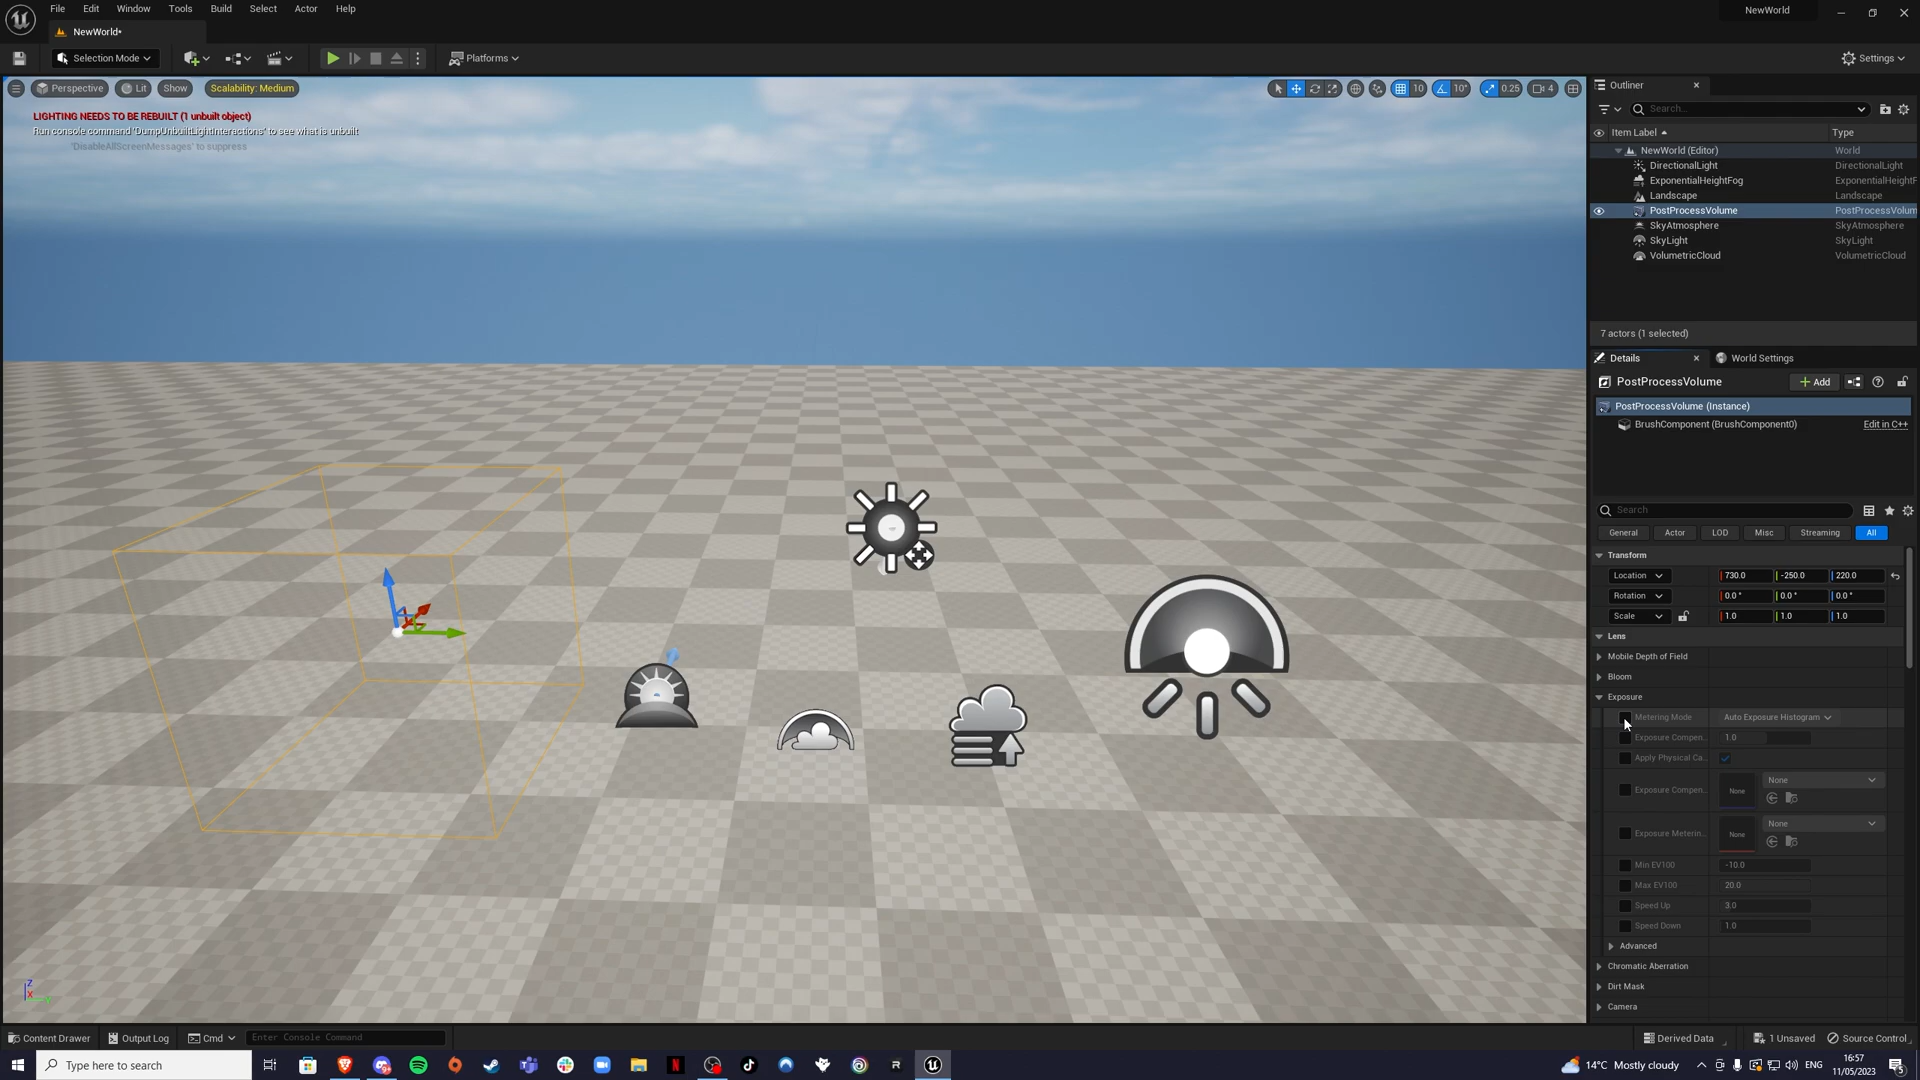 File Edit Window Tools Build Select Actor Help
NewWorld
NewWorld*
Selection Mode
Platforms
Settings
Perspective Lit Show Scalability: Medium
10 10° 0.25 4
LIGHTING NEEDS TO BE REBUILT (1 unbuilt object)
Run console command 'DumpUnbuiltLightInteractions' to see what is unbuilt
'DisableAllScreenMessages' to suppress
Outliner
Search...
Item Label Type
NewWorld (Editor) World
DirectionalLight DirectionalLight
ExponentialHeightFog ExponentialHeightF
Landscape Landscape
PostProcessVolume PostProcessVolum
SkyAtmosphere SkyAtmosphere
SkyLight SkyLight
VolumetricCloud VolumetricCloud
7 actors (1 selected)
Details World Settings
PostProcessVolume Add
PostProcessVolume (Instance)
BrushComponent (BrushComponent0) Edit in C++
Search
General Actor LOD Misc Streaming All
Transform
Location 730.0 -250.0 220.0
Rotation 0.0° 0.0° 0.0°
Scale 1.0 1.0 1.0
Lens
Mobile Depth of Field
Bloom
Exposure
Metering Mode Auto Exposure Histogram
Exposure Compen... 1.0
Apply Physical Ca...
Exposure Compen... None None
Exposure Meterin... None None
Min EV100 -10.0
Max EV100 20.0
Speed Up 3.0
Speed Down 1.0
Advanced
Chromatic Aberration
Dirt Mask
Camera
Z
X
Content Drawer Output Log Cmd Enter Console Command
Derived Data 1 Unsaved Source Control
Type here to search
14°C Mostly cloudy ENG 16:57
11/05/2023
5